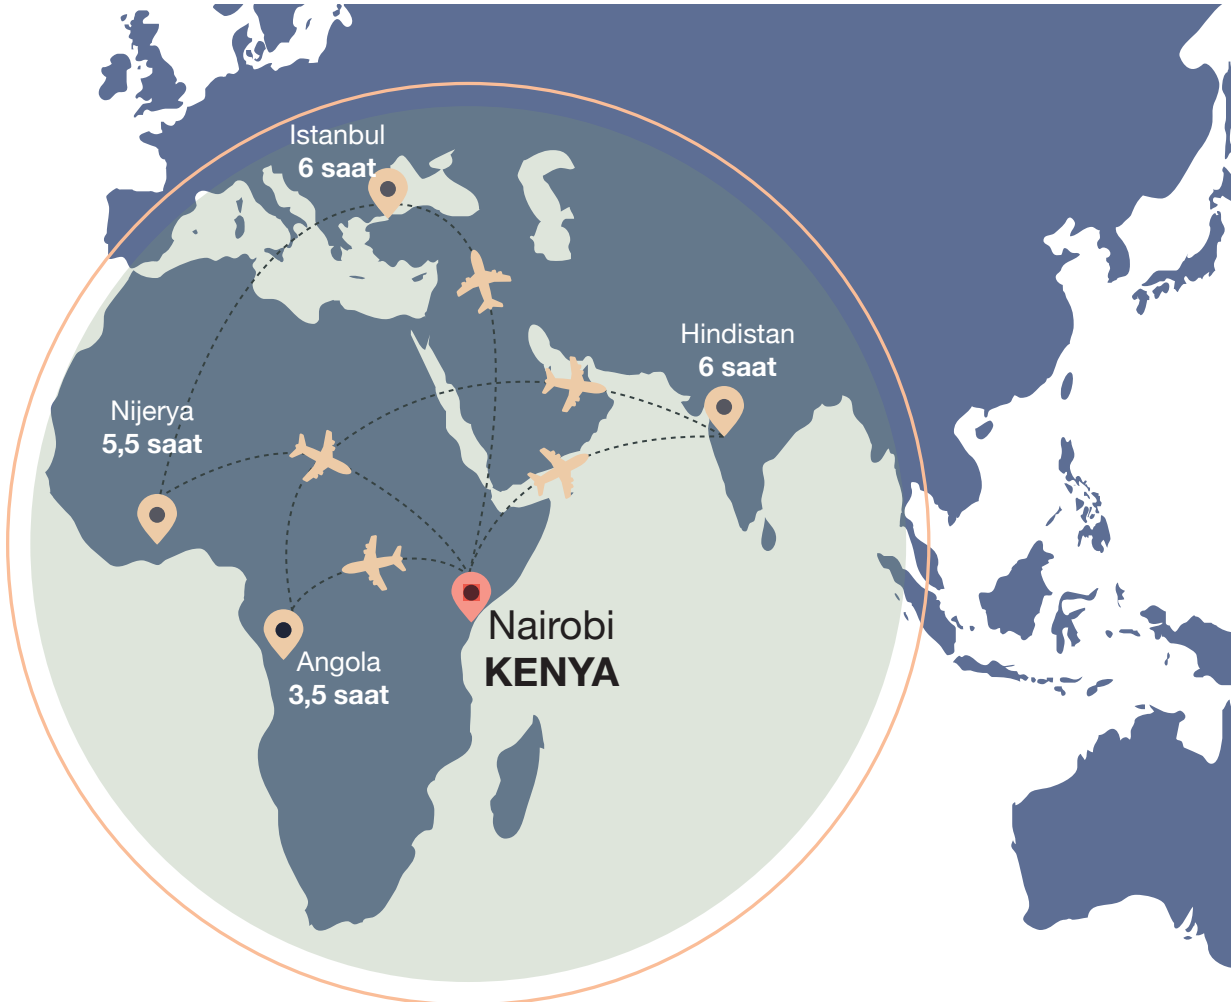 Istanbul
6 saat
Hindistan
6 saat
Nijerya
5,5 saat
Nairobi
KENYA
Angola
3,5 saat